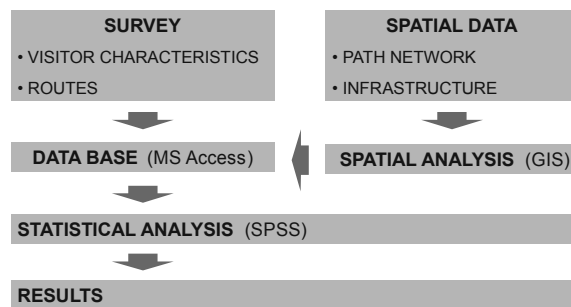 SURVEY
• VISITOR CHARACTERISTICS
• ROUTES
SPATIAL DATA
• PATH NETWORK
• INFRASTRUCTURE
DATA BASE (MS Access)
SPATIAL ANALYSIS (GIS)
STATISTICAL ANALYSIS (SPSS)
RESULTS